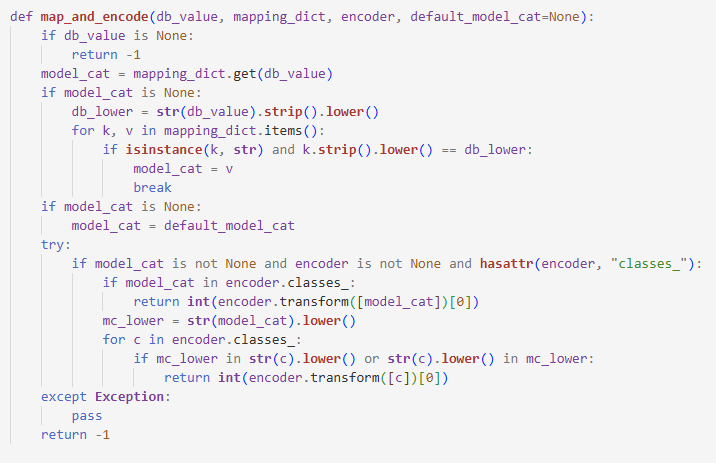 def map_and_encode(db_value, mapping_dict, encoder, default_model_cat=None):
    if db_value is None:
        return -1
    model_cat = mapping_dict.get(db_value)
    if model_cat is None:
        db_lower = str(db_value).strip().lower()
        for k, v in mapping_dict.items():
            if isinstance(k, str) and k.strip().lower() == db_lower:
                model_cat = v
                break
    if model_cat is None:
        model_cat = default_model_cat
    try:
        if model_cat is not None and encoder is not None and hasattr(encoder, "classes_"):
            if model_cat in encoder.classes_:
                return int(encoder.transform([model_cat])[0])
            mc_lower = str(model_cat).lower()
            for c in encoder.classes_:
                if mc_lower in str(c).lower() or str(c).lower() in mc_lower:
                    return int(encoder.transform([c])[0])
    except Exception:
        pass
    return -1